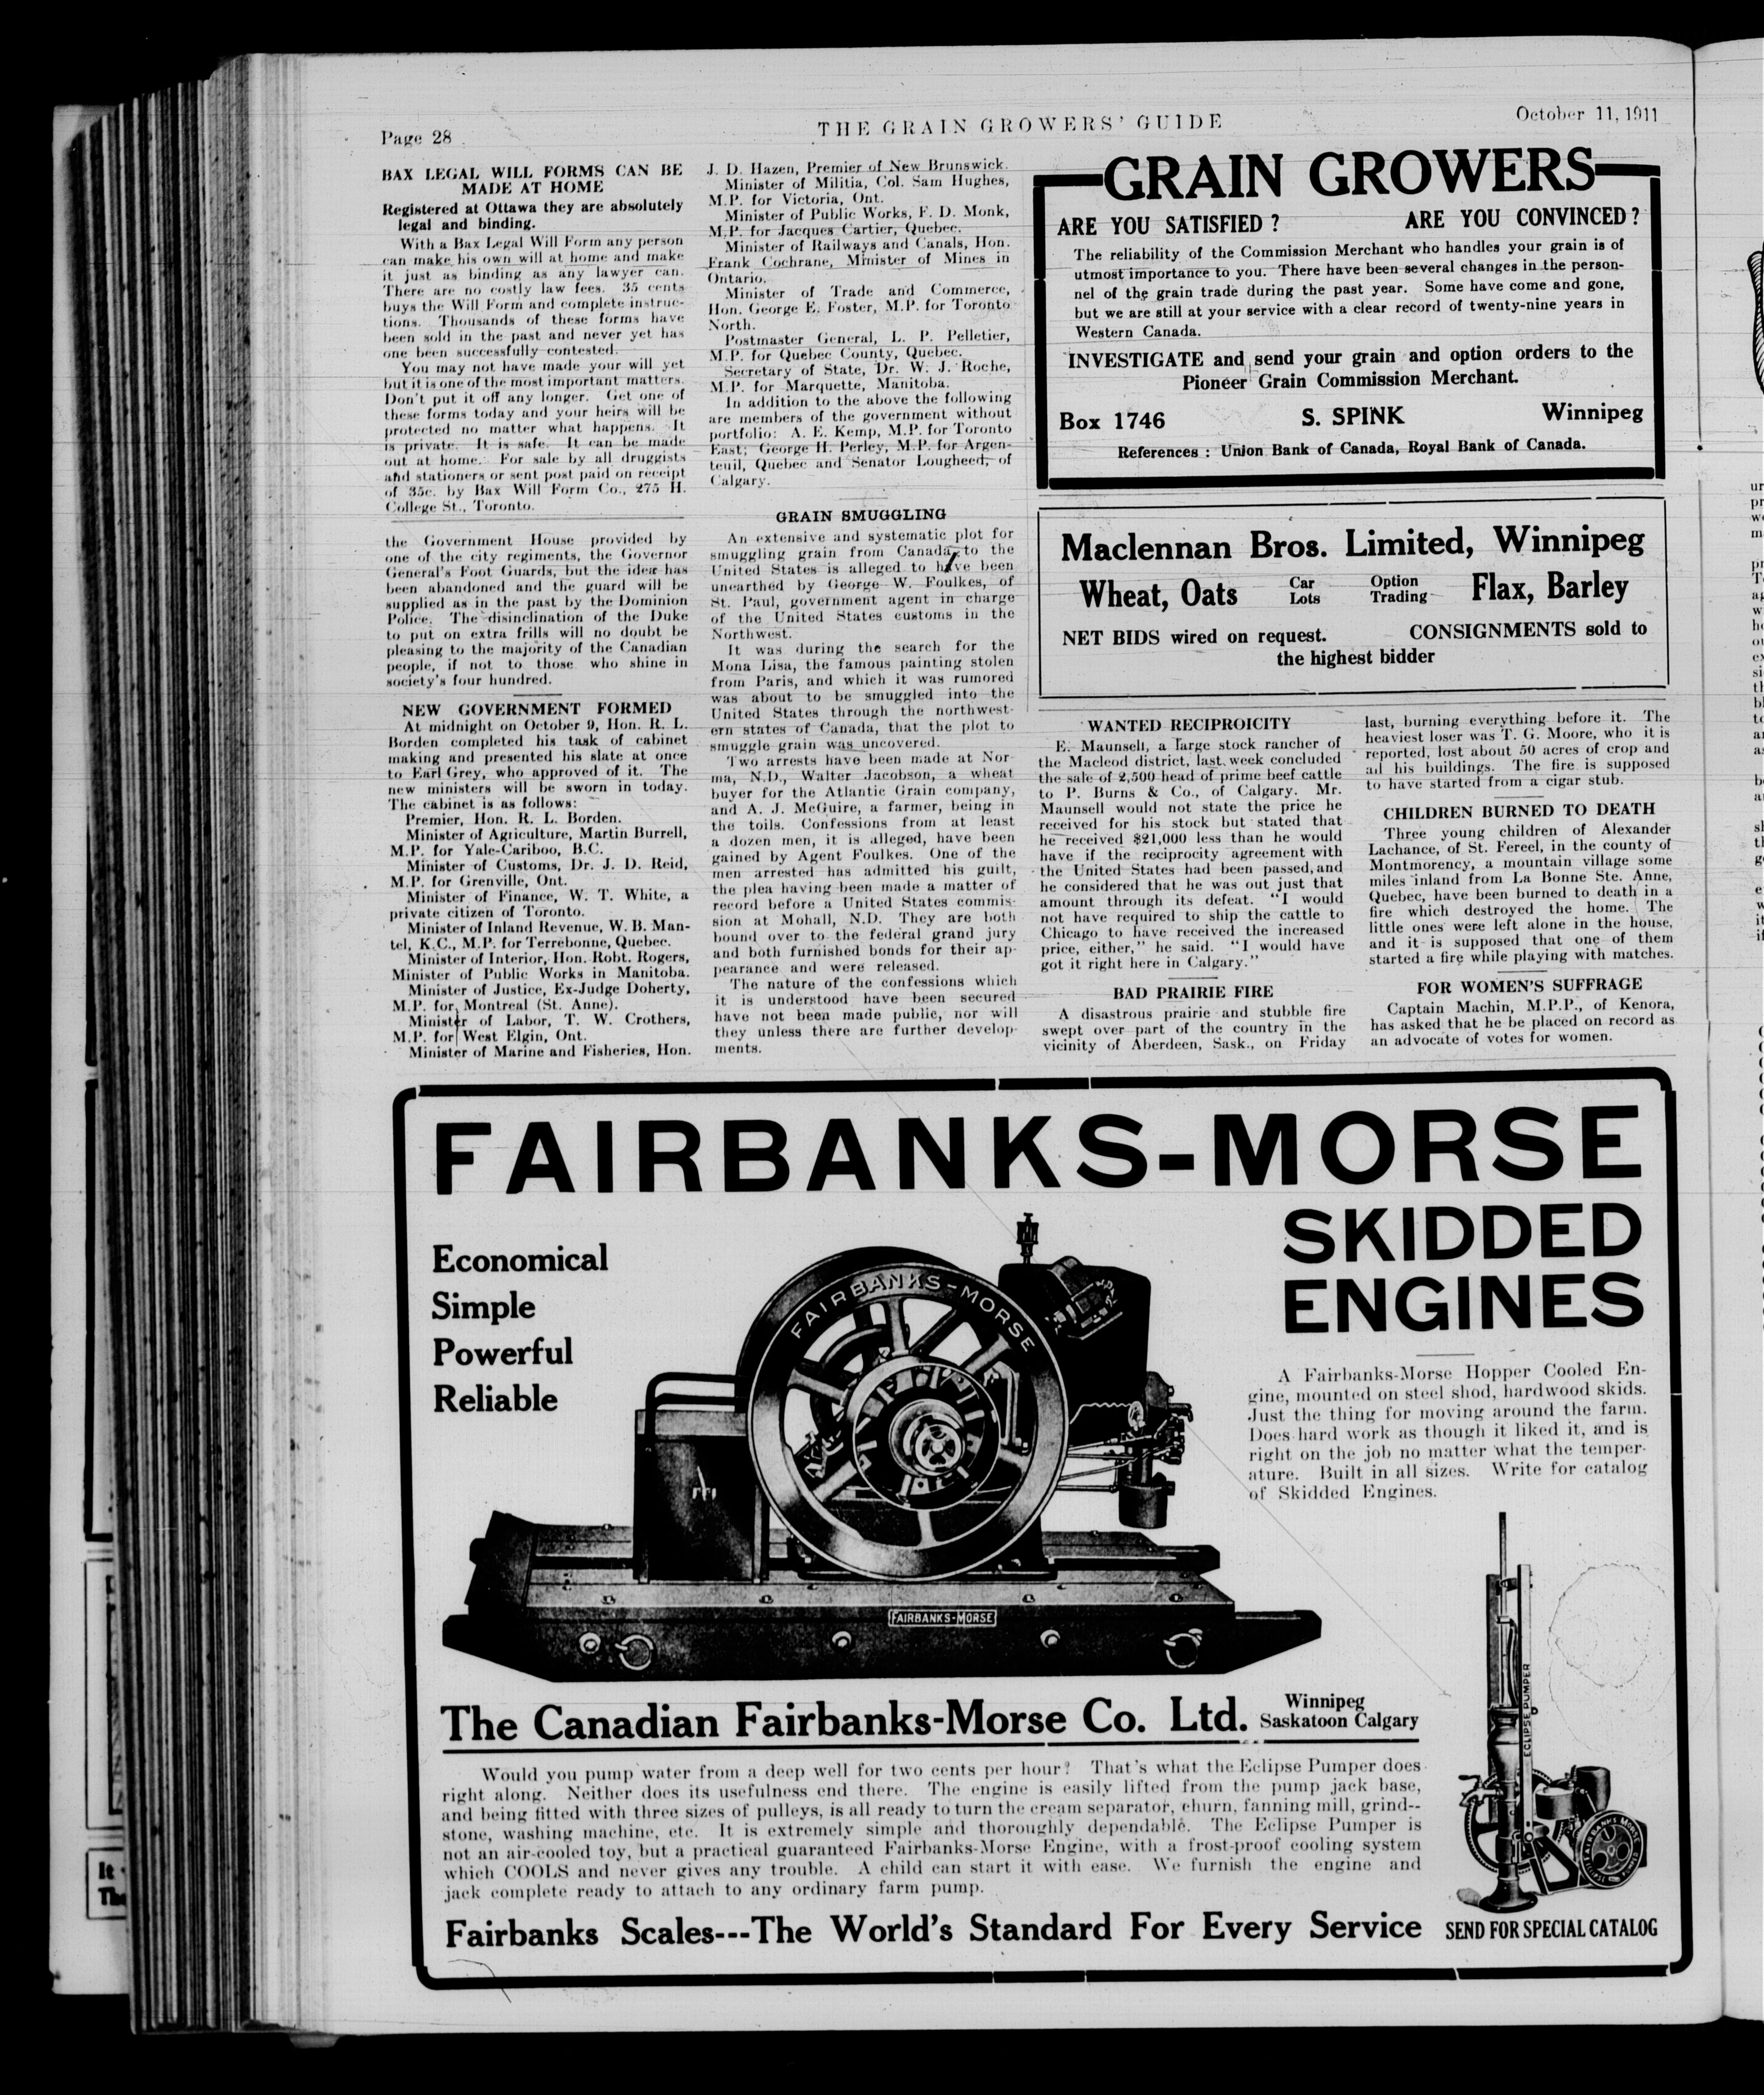 Page 28
THE GRAIN GROWERS' GUIDE
October 11, 1911
BAX LEGAL WILL FORMS CAN BE
MADE AT HOME
Registered at Ottawa they are absolutely
legal and binding.
With a Bax Legal Will Form any person
can make his own will at home and make
it just as binding as any lawyer can.
There are no costly law fees. 35 cents
buys the Will Form and complete instruc-
tions. Thousands of these forms have
been sold in the past and never yet has
one been successfully contested.
You may not have made your will yet
but it is one of the most important matters.
Don't put it off any longer. Get one of
these forms today and your heirs will be
protected no matter what happens. It
is private. It is safe. It can be made
out at home. For sale by all druggists
and stationers or sent post paid on receipt
of 35c. by Bax Will Form Co., 275 H.
College St., Toronto.
the Government House provided by
one of the city regiments, the Governor
General's Foot Guards, but the idea has
been abandoned and the guard will be
supplied as in the past by the Dominion
Police. The disinclination of the Duke
to put on extra frills will no doubt be
pleasing to the majority of the Canadian
people, if not to those who shine in
society's four hundred.
NEW GOVERNMENT FORMED
At midnight on October 9, Hon. R. L.
Borden completed his task of cabinet
making and presented his slate at once
to Earl Grey, who approved of it. The
new ministers will be sworn in today.
The cabinet is as follows:
Premier, Hon. R. L. Borden.
Minister of Agriculture, Martin Burrell,
M.P. for Yale-Cariboo, B.C.
Minister of Customs, Dr. J. D. Reid,
M.P. for Grenville, Ont.
Minister of Finance, W. T. White, a
private citizen of Toronto.
Minister of Inland Revenue, W. B. Man-
tel, K.C., M.P. for Terrebonne, Quebec.
Minister of Interior, Hon. Robt. Rogers,
Minister of Public Works in Manitoba.
Minister of Justice, Ex-Judge Doherty,
M.P. for Montreal (St. Anne).
Minister of Labor, T. W. Crothers,
M.P. for West Elgin, Ont.
Minister of Marine and Fisheries, Hon.
J. D. Hazen, Premier of New Brunswick.
Minister of Militia, Col. Sam Hughes,
M.P. for Victoria, Ont.
Minister of Public Works, F. D. Monk,
M.P. for Jacques Cartier, Quebec.
Minister of Railways and Canals, Hon.
Frank Cochrane, Minister of Mines in
Ontario.
Minister of Trade and Commerce,
Hon. George E. Foster, M.P. for Toronto
North.
Postmaster General, L. P. Pelletier,
M.P. for Quebec County, Quebec.
Secretary of State, Dr. W. J. Roche,
M.P. for Marquette, Manitoba.
In addition to the above the following
are members of the government without
portfolio: A. E. Kemp, M.P. for Toronto
East; George H. Perley, M.P. for Argen-
teuil, Quebec and Senator Lougheed, of
Calgary.
GRAIN SMUGGLING
An extensive and systematic plot for
smuggling grain from Canada to the
United States is alleged to have been
unearthed by George W. Foulkes, of
St. Paul, government agent in charge
of the United States customs in the
Northwest.
It was during the search for the
Mona Lisa, the famous painting stolen
from Paris, and which it was rumored
was about to be smuggled into the
United States through the northwest-
ern states of Canada, that the plot to
smuggle grain was uncovered.
Two arrests have been made at Nor-
ma, N.D., Walter Jacobson, a wheat
buyer for the Atlantic Grain company,
and A. J. McGuire, a farmer, being in
the toils. Confessions from at least
a dozen men, it is alleged, have been
gained by Agent Foulkes. One of the
men arrested has admitted his guilt,
the plea having been made a matter of
record before a United States commis-
sion at Mohall, N.D. They are both
bound over to the federal grand jury
and both furnished bonds for their ap-
pearance and were released.
The nature of the confessions which
it is understood have been secured
have not been made public, nor will
they unless there are further develop-
ments.
GRAIN GROWERS
ARE YOU SATISFIED ? ARE YOU CONVINCED ?
The reliability of the Commission Merchant who handles your grain is of
utmost importance to you. There have been several changes in the person-
nel of the grain trade during the past year. Some have come and gone,
but we are still at your service with a clear record of twenty-nine years in
Western Canada.
INVESTIGATE and send your grain and option orders to the
Pioneer Grain Commission Merchant.
Box 1746 S. SPINK Winnipeg
References : Union Bank of Canada, Royal Bank of Canada.
Maclennan Bros. Limited, Winnipeg
Wheat, Oats Car Lots Option Trading Flax, Barley
NET BIDS wired on request. CONSIGNMENTS sold to
the highest bidder
WANTED RECIPROICITY
E. Maunsell, a large stock rancher of
the Macleod district, last week concluded
the sale of 2,500 head of prime beef cattle
to P. Burns & Co., of Calgary. Mr.
Maunsell would not state the price he
received for his stock but stated that
he received $21,000 less than he would
have if the reciprocity agreement with
the United States had been passed, and
he considered that he was out just that
amount through its defeat. "I would
not have required to ship the cattle to
Chicago to have received the increased
price, either," he said. "I would have
got it right here in Calgary."
BAD PRAIRIE FIRE
A disastrous prairie and stubble fire
swept over part of the country in the
vicinity of Aberdeen, Sask., on Friday
last, burning everything before it. The
heaviest loser was T. G. Moore, who it is
reported, lost about 50 acres of crop and
all his buildings. The fire is supposed
to have started from a cigar stub.
CHILDREN BURNED TO DEATH
Three young children of Alexander
Lachance, of St. Fereel, in the county of
Montmorency, a mountain village some
miles inland from La Bonne Ste. Anne,
Quebec, have been burned to death in a
fire which destroyed the home. The
little ones were left alone in the house,
and it is supposed that one of them
started a fire while playing with matches.
FOR WOMEN'S SUFFRAGE
Captain Machin, M.P.P., of Kenora,
has asked that he be placed on record as
an advocate of votes for women.
FAIRBANKS-MORSE
SKIDDED
ENGINES
Economical
Simple
Powerful
Reliable
FAIRBANKS-MORSE
FAIRBANKS-MORSE
A Fairbanks-Morse Hopper Cooled En-
gine, mounted on steel shod, hardwood skids.
Just the thing for moving around the farm.
Does hard work as though it liked it, and is
right on the job no matter what the temper-
ature. Built in all sizes. Write for catalog
of Skidded Engines.
ECLIPSE PUMPER
The Canadian Fairbanks-Morse Co. Ltd. Winnipeg
Saskatoon Calgary
Would you pump water from a deep well for two cents per hour? That's what the Eclipse Pumper does
right along. Neither does its usefulness end there. The engine is easily lifted from the pump jack base,
and being fitted with three sizes of pulleys, is all ready to turn the cream separator, churn, fanning mill, grind--
stone, washing machine, etc. It is extremely simple and thoroughly dependable. The Eclipse Pumper is
not an air-cooled toy, but a practical guaranteed Fairbanks-Morse Engine, with a frost-proof cooling system
which COOLS and never gives any trouble. A child can start it with ease. We furnish the engine and
jack complete ready to attach to any ordinary farm pump.
Fairbanks Scales---The World's Standard For Every Service SEND FOR SPECIAL CATALOG